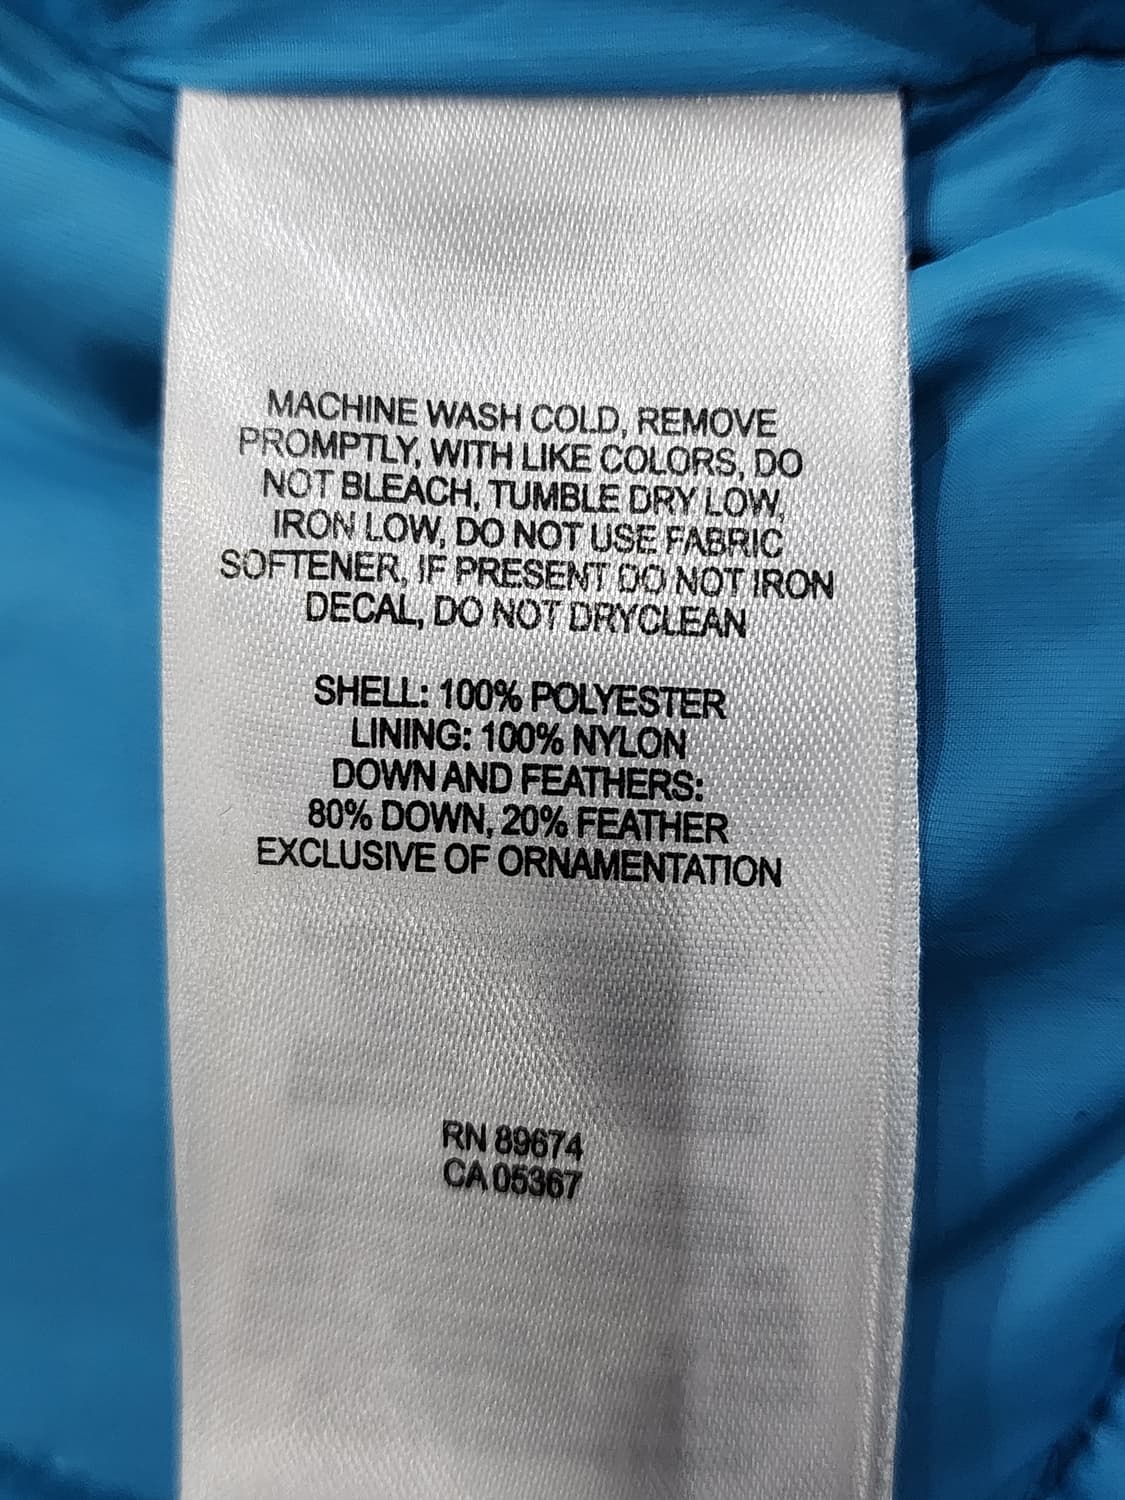 MACHINE WASH COLD, REMOVE
PROMPTLY, WITH LIKE COLORS, DO
NOT BLEACH, TUMBLE DRY LOW,
IRON LOW, DO NOT USE FABRIC
SOFTENER, IF PRESENT DO NOT IRON
DECAL, DO NOT DRYCLEAN
SHELL: 100% POLYESTER
LINING: 100% NYLON
DOWN AND FEATHERS:
80% DOWN, 20% FEATHER
EXCLUSIVE OF ORNAMENTATION
RN 89674
CA 05367